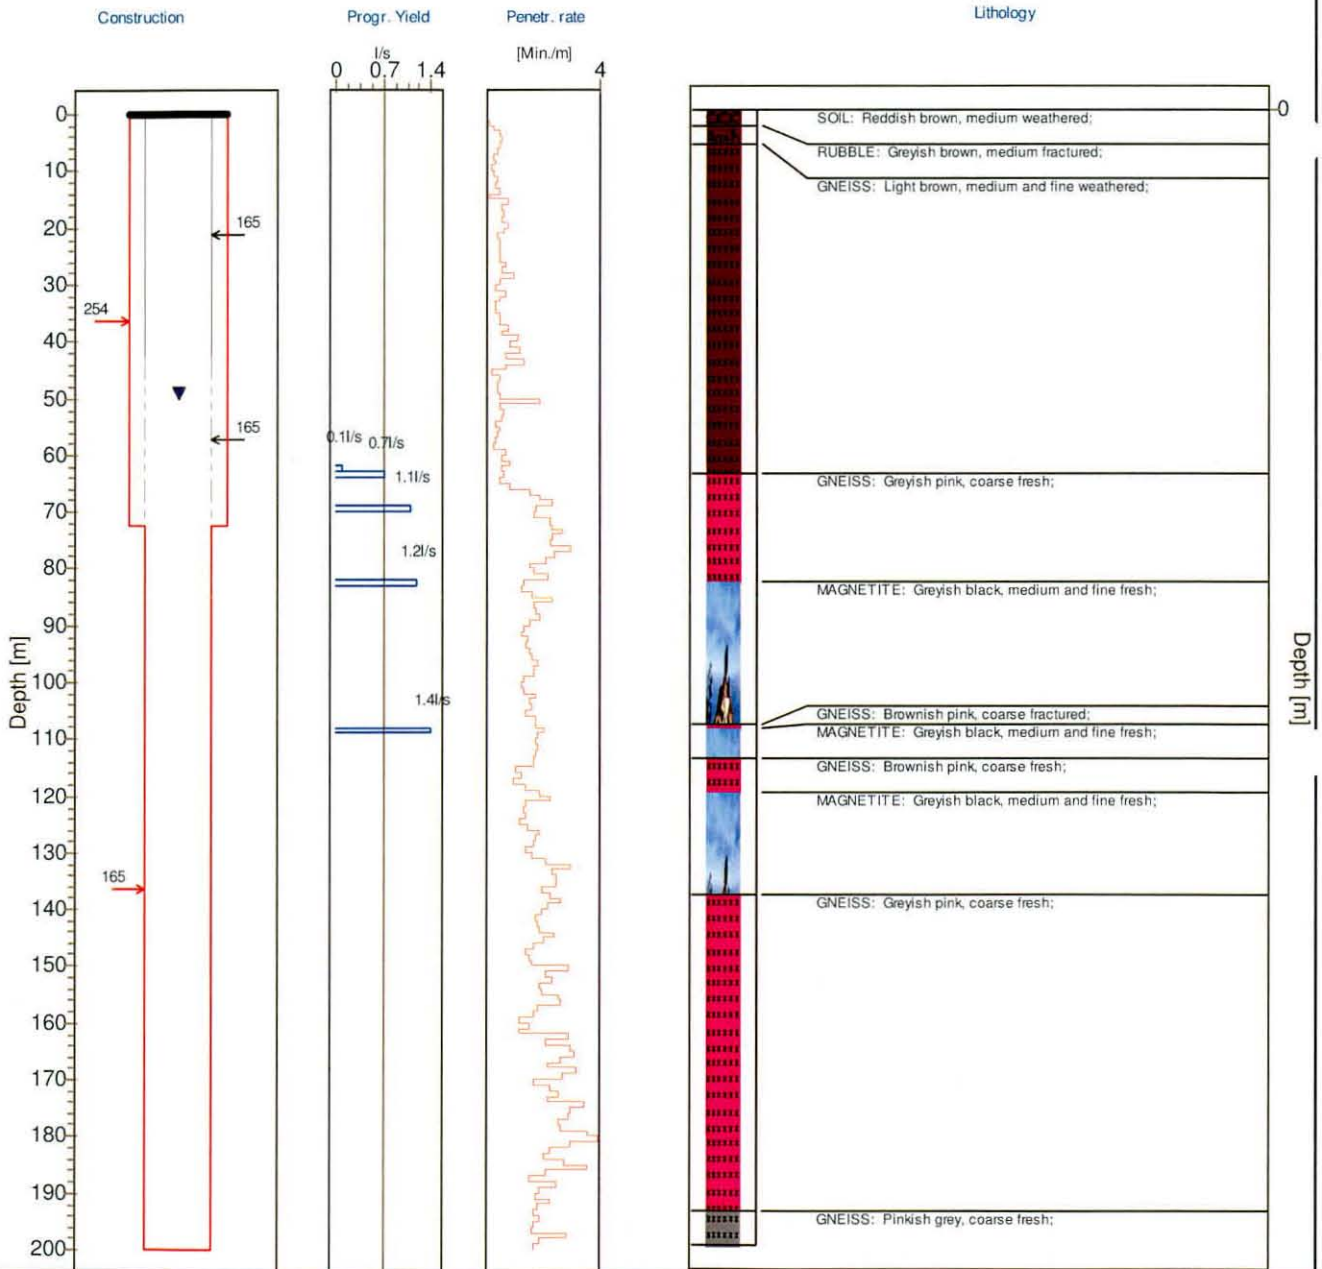 Construction
Progr. Yield
Penetr. rate
Lithology
l/s
[Min./m]
0 0.7 1.4
4
0
10
20
30
40
50
60
70
80
90
100
110
120
130
140
150
160
170
180
190
200
Depth [m]
165
254
165
165
0.1l/s
0.7l/s
1.1l/s
1.2l/s
1.4l/s
SOIL: Reddish brown, medium weathered;
RUBBLE: Greyish brown, medium fractured;
GNEISS: Light brown, medium and fine weathered;
GNEISS: Greyish pink, coarse fresh;
MAGNETITE: Greyish black, medium and fine fresh;
GNEISS: Brownish pink, coarse fractured;
MAGNETITE: Greyish black, medium and fine fresh;
GNEISS: Brownish pink, coarse fresh;
MAGNETITE: Greyish black, medium and fine fresh;
GNEISS: Greyish pink, coarse fresh;
GNEISS: Pinkish grey, coarse fresh;
0
Depth [m]